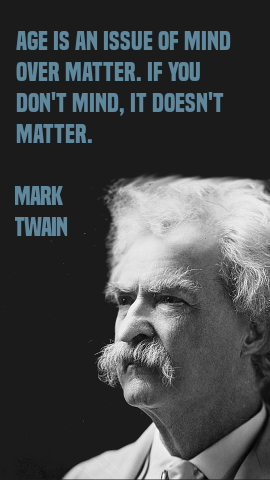 AGE IS AN ISSUE OF MIND
OVER MATTER. IF YOU
DON'T MIND, IT DOESN'T
MATTER.
MARK
TWAIN